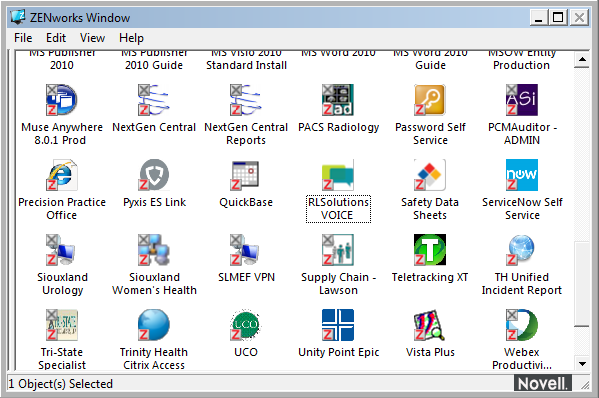 ZENworks Window
File Edit View Help
MS Publisher MS Publisher MS Visio 2010 MS Word 2010 MS Word 2010 MSOW Entity
2010 2010 Guide Standard Install Guide Production
ad ASi
Muse Anywhere NextGen Central NextGen Central PACS Radiology Password Self PCMAuditor -
8.0.1 Prod Reports Service ADMIN
now
Precision Practice Pyxis ES Link QuickBase RLSolutions Safety Data ServiceNow Self
Office VOICE Sheets Service
Siouxland Siouxland SLMEF VPN Supply Chain - Teletracking XT TH Unified
Urology Women's Health Lawson Incident Report
UCO
Tri-State Trinity Health UCO Unity Point Epic Vista Plus Webex
Specialist Citrix Access Productivi...
1 Object(s) Selected Novell.